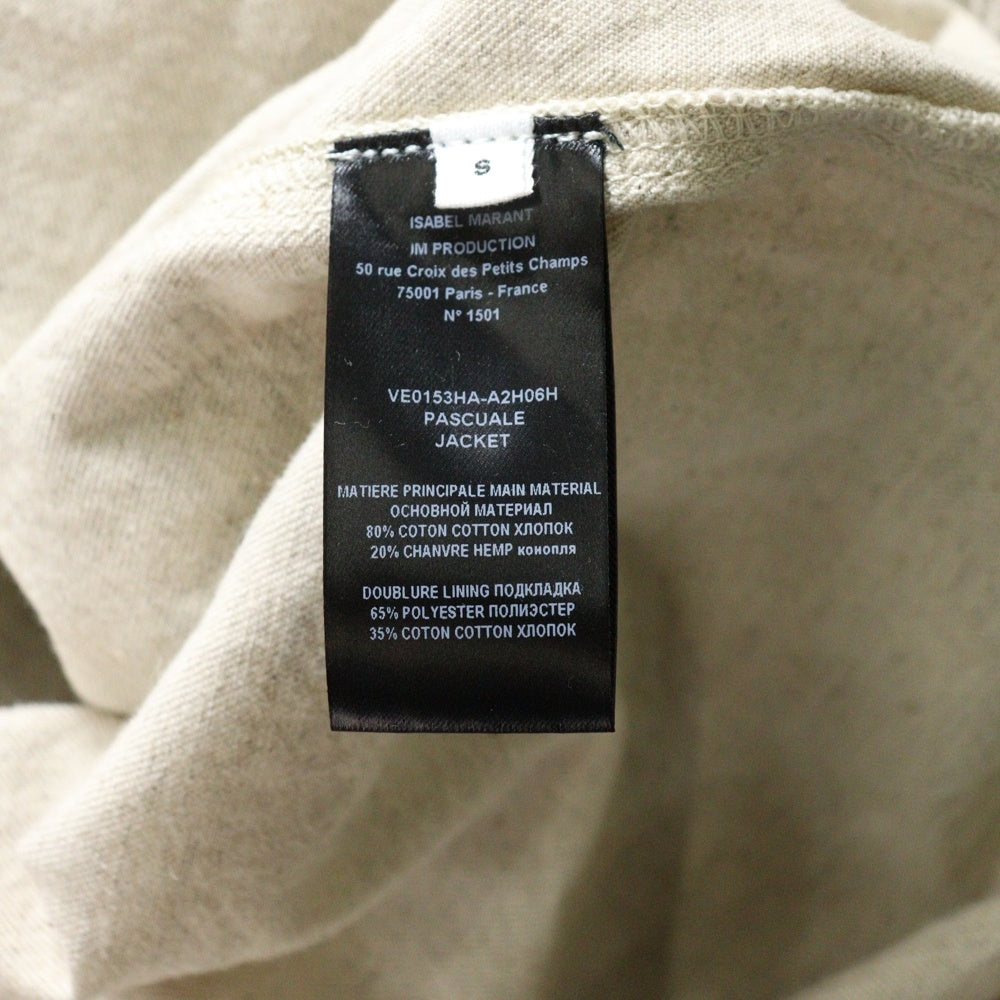 S
ISABEL MARANT
IM PRODUCTION
50 rue Croix des Petits Champs
75001 Paris - France
N° 1501
VE0153HA-A2H06H
PASCUALE
JACKET
MATIERE PRINCIPALE MAIN MATERIAL
ОСНОВНОЙ МАТЕРИАЛ
80% COTON COTTON ХЛОПОК
20% CHANVRE HEMP конопля
DOUBLURE LINING ПОДКЛАДКА
65% POLYESTER ПОЛИЭСТЕР
35% COTON COTTON ХЛОПОК